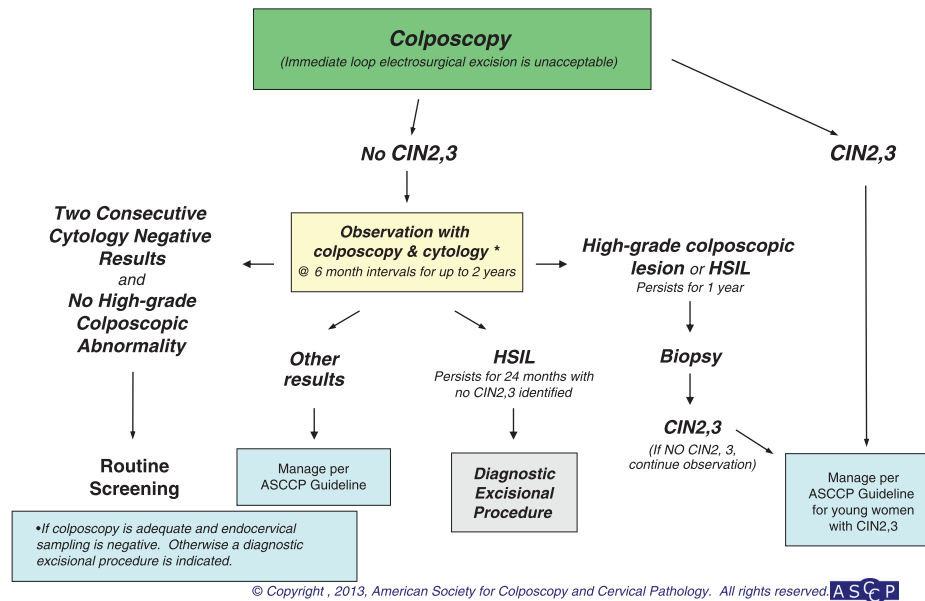 Colposcopy
(Immediate loop electrosurgical excision is unacceptable)
No CIN2,3
CIN2,3
Two Consecutive
Cytology Negative
Results
and
No High-grade
Colposcopic
Abnormality
Observation with
colposcopy & cytology *
@ 6 month intervals for up to 2 years
High-grade colposcopic
lesion or HSIL
Persists for 1 year
Other
results
HSIL
Persists for 24 months with
no CIN2,3 identified
Biopsy
CIN2,3
(If NO CIN2, 3,
continue observation)
Routine
Screening
Manage per
ASCCP Guideline
Diagnostic
Excisional
Procedure
Manage per
ASCCP Guideline
for young women
with CIN2,3
•If colposcopy is adequate and endocervical
sampling is negative. Otherwise a diagnostic
excisional procedure is indicated.
© Copyright , 2013, American Society for Colposcopy and Cervical Pathology. All rights reserved.
ASCCP